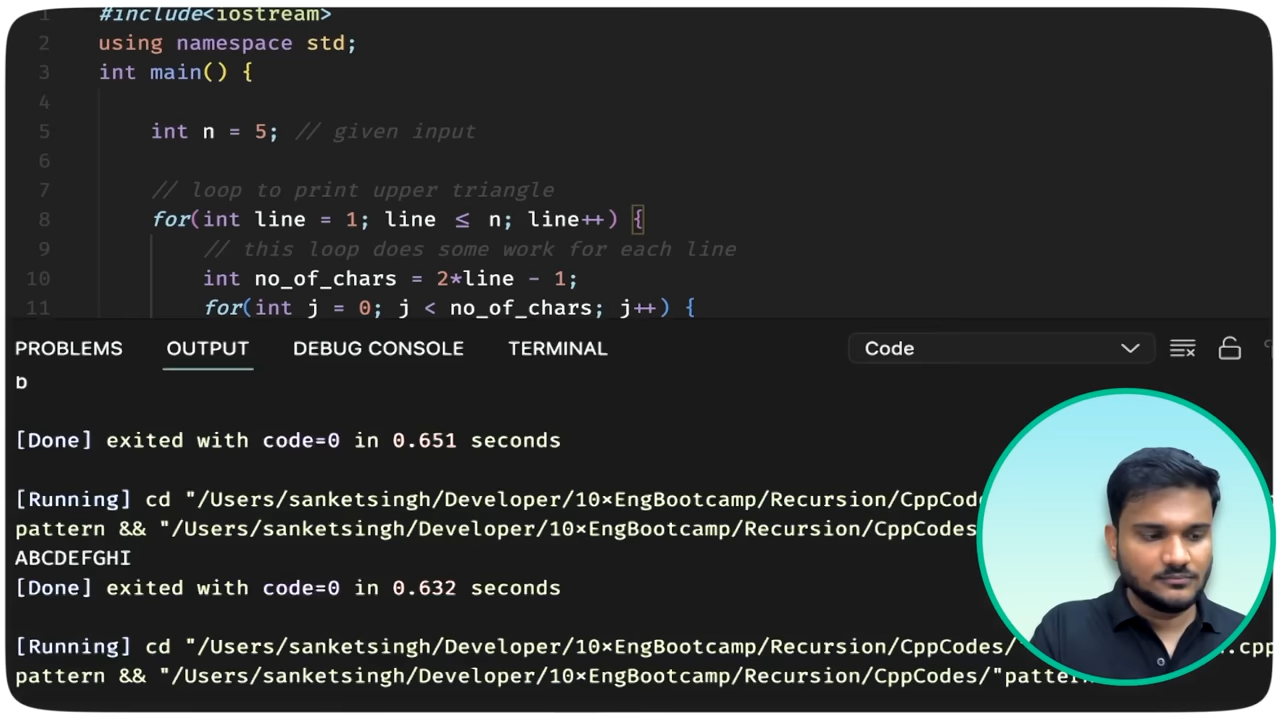 1 #include<iostream>
2 using namespace std;
3 int main() {
4
5 int n = 5; // given input
6
7 // loop to print upper triangle
8 for(int line = 1; line ≤ n; line++) {
9 // this loop does some work for each line
10 int no_of_chars = 2*line - 1;
11 for(int j = 0; j < no_of_chars; j++) {
PROBLEMS OUTPUT DEBUG CONSOLE TERMINAL Code
b
[Done] exited with code=0 in 0.651 seconds
[Running] cd "/Users/sanketsingh/Developer/10×EngBootcamp/Recursion/CppCodes
pattern && "/Users/sanketsingh/Developer/10×EngBootcamp/Recursion/CppCodes
ABCDEFGHI
[Done] exited with code=0 in 0.632 seconds
[Running] cd "/Users/sanketsingh/Developer/10×EngBootcamp/Recursion/CppCodes/ .cpp
pattern && "/Users/sanketsingh/Developer/10×EngBootcamp/Recursion/CppCodes/"pattern